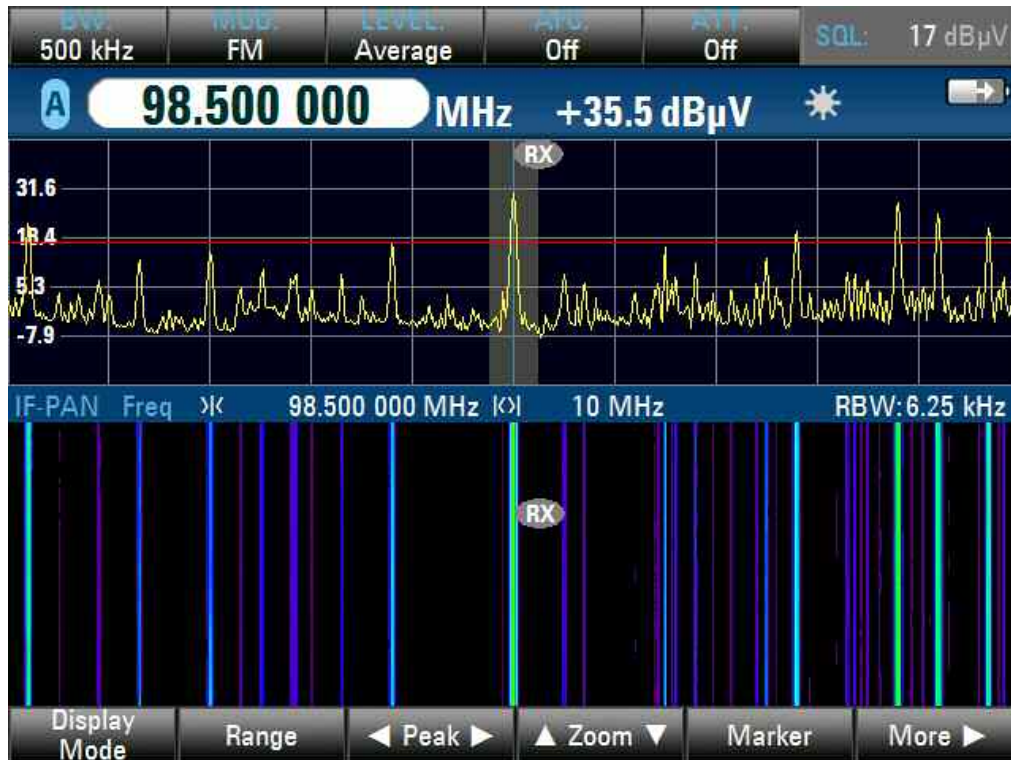 BW: MOD: LEVEL: AFC: ATT: SQL: 17 dBµV
500 kHz FM Average Off Off
A 98.500 000 MHz +35.5 dBµV
RX
31.6
18.4
5.3
-7.9
IF-PAN Freq 98.500 000 MHz 10 MHz RBW: 6.25 kHz
RX
Display Mode Range ◄ Peak ► ▲ Zoom ▼ Marker More ►